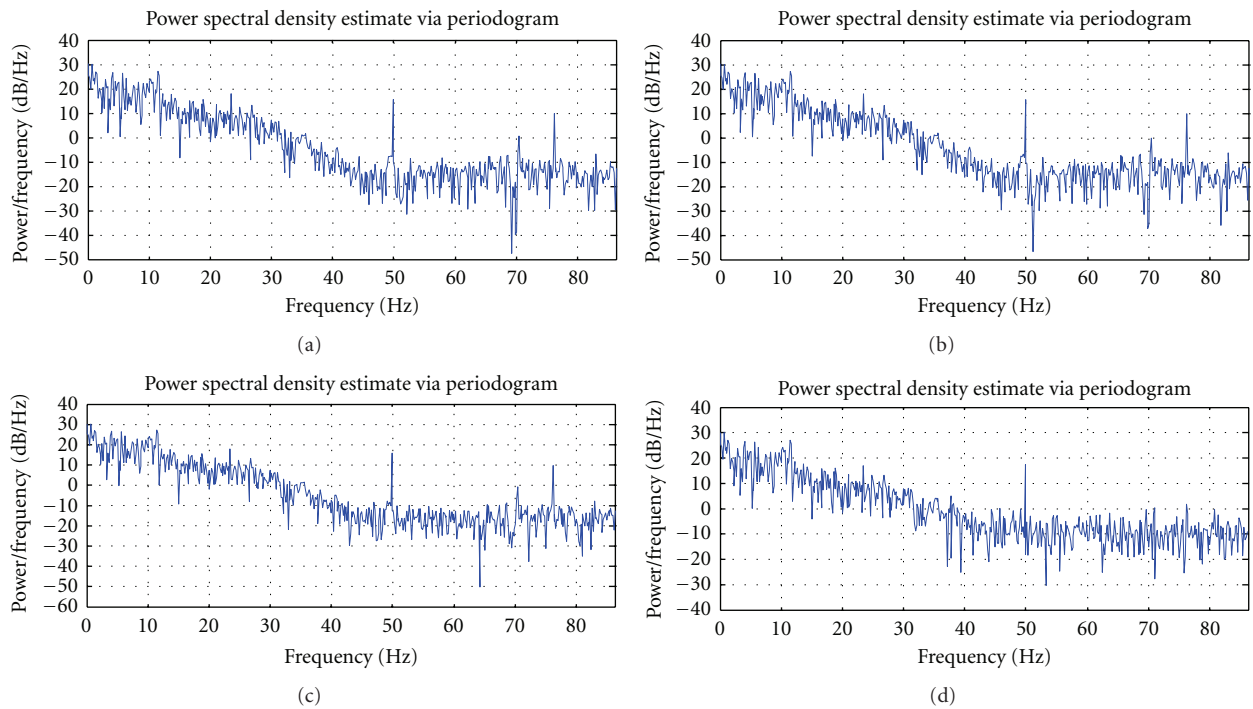 Power spectral density estimate via periodogram
Power/frequency (dB/Hz)
40
30
20
10
0
−10
−20
−30
−40
−50
0 10 20 30 40 50 60 70 80
Frequency (Hz)
(a)
Power spectral density estimate via periodogram
Power/frequency (dB/Hz)
40
30
20
10
0
−10
−20
−30
−40
−50
0 10 20 30 40 50 60 70 80
Frequency (Hz)
(b)
Power spectral density estimate via periodogram
Power/frequency (dB/Hz)
40
30
20
10
0
−10
−20
−30
−40
−50
−60
0 10 20 30 40 50 60 70 80
Frequency (Hz)
(c)
Power spectral density estimate via periodogram
Power/frequency (dB/Hz)
40
30
20
10
0
−10
−20
−30
−40
0 10 20 30 40 50 60 70 80
Frequency (Hz)
(d)